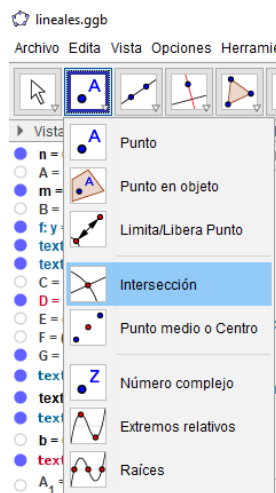 lineales.ggb
Archivo Edita Vista Opciones Herramie
A
Vista
n =
A =
m =
B =
f: y =
text
text
C =
D =
E =
F = (
G =
text
text
text
b =
text
A₁ =
A
Punto
A
Punto en objeto
Limita/Libera Punto
Intersección
Punto medio o Centro
Z
Número complejo
Extremos relativos
Raíces